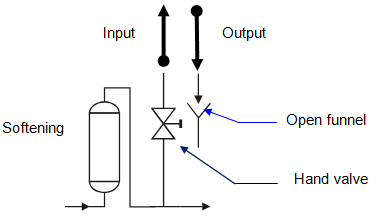 Input
Output
Open funnel
Softening
Hand valve